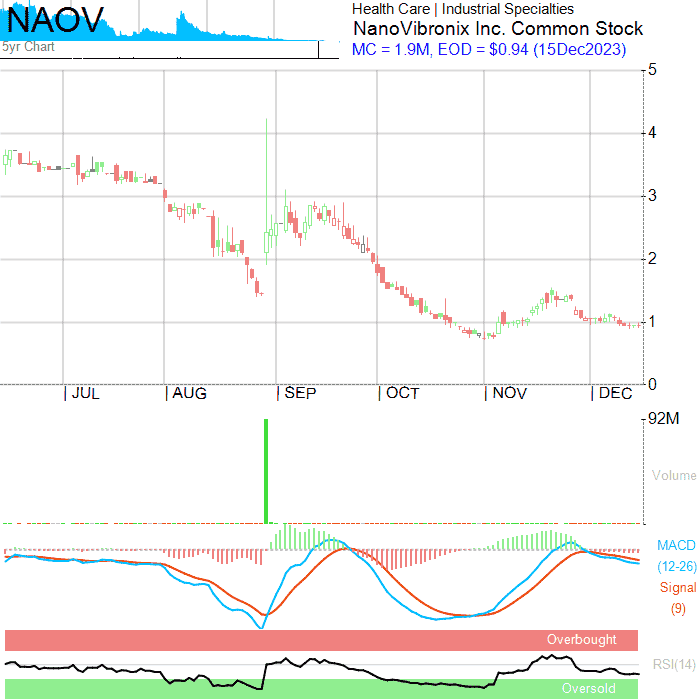 NAOV
5yr Chart
Health Care | Industrial Specialties
NanoVibronix Inc. Common Stock
MC = 1.9M, EOD = $0.94 (15Dec2023)
5
4
3
2
1
0
| JUL | AUG | SEP | OCT | NOV | DEC
92M
Volume
MACD
(12-26)
Signal
(9)
Overbought
RSI(14)
Oversold